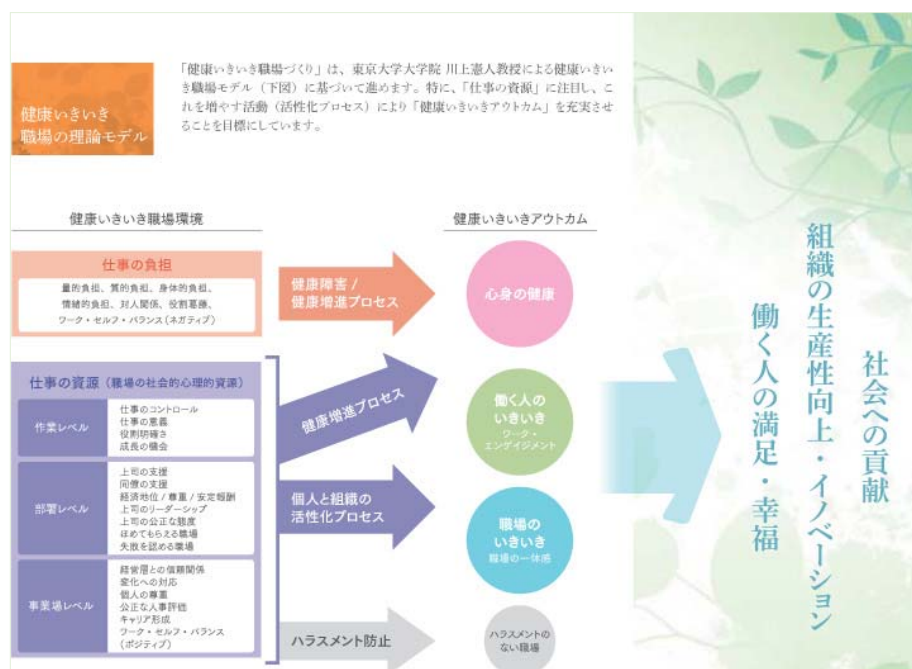 健康いきいき
職場の理論モデル
「健康いきいき職場づくり」は、東京大学大学院 川上憲人教授による健康いきい
き職場モデル（下図）に基づいて進めます。特に、「仕事の資源」に注目し、こ
れを増やす活動（活性化プロセス）により「健康いきいきアウトカム」を充実させ
ることを目標にしています。
健康いきいき職場環境
仕事の負担
量的負担、質的負担、身体的負担、
情緒的負担、対人関係、役割葛藤、
ワーク・セルフ・バランス（ネガティブ）
仕事の資源（職場の社会的心理的資源）
作業レベル
仕事のコントロール
仕事の意義
役割明確さ
成長の機会
部署レベル
上司の支援
同僚の支援
経済地位 / 尊重 / 安定報酬
上司のリーダーシップ
上司の公正な態度
ほめてもらえる職場
失敗を認める職場
事業場レベル
経営層との信頼関係
変化への対応
個人の尊重
公正な人事評価
キャリア形成
ワーク・セルフ・バランス
（ポジティブ）
健康障害 /
健康増進プロセス
健康増進プロセス
個人と組織の
活性化プロセス
ハラスメント防止
健康いきいきアウトカム
心身の健康
働く人の
いきいき
ワーク・
エンゲイジメント
職場の
いきいき
職場の一体感
ハラスメントの
ない職場
社会への貢献
組織の生産性向上・イノベーション
働く人の満足・幸福